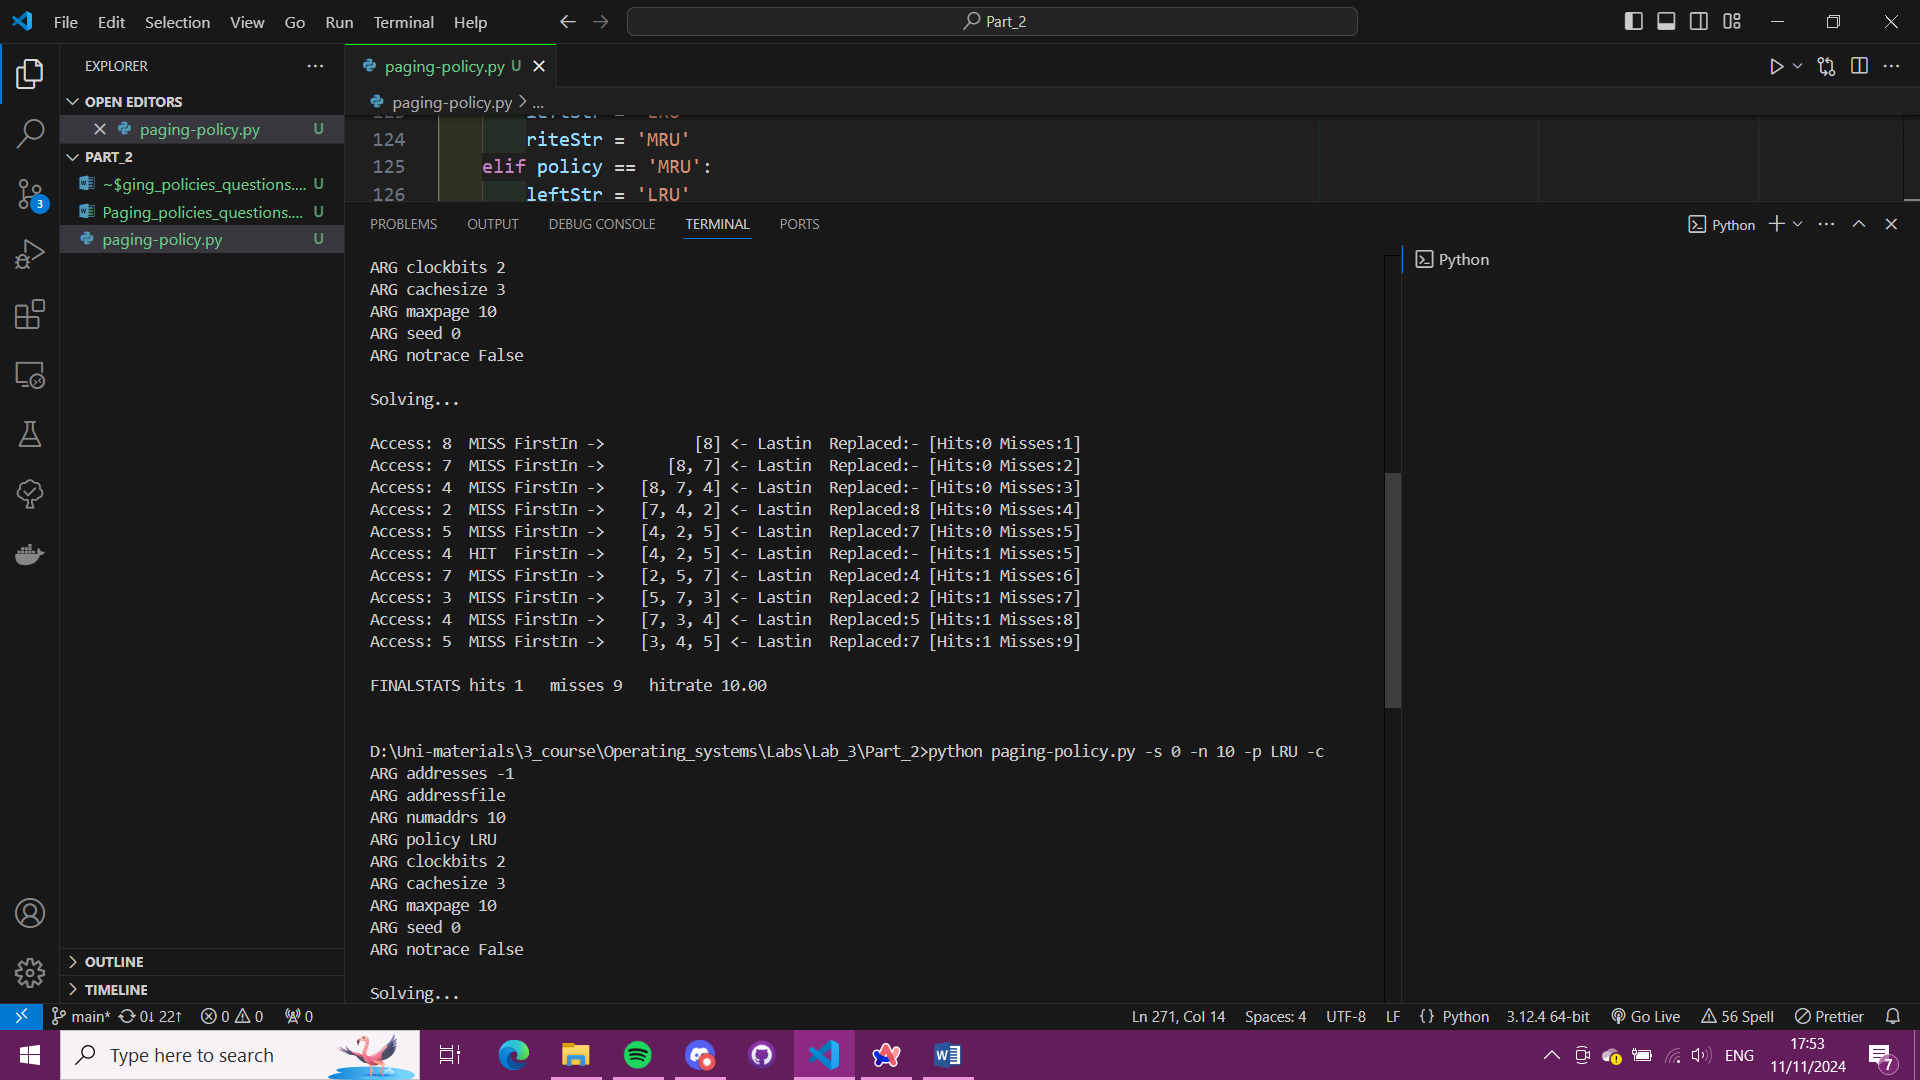 File Edit Selection View Go Run Terminal Help
Part_2
EXPLORER
OPEN EDITORS
paging-policy.py U
PART_2
~$ging_policies_questions.... U
Paging_policies_questions.... U
paging-policy.py U
OUTLINE
TIMELINE
3
paging-policy.py U
paging-policy.py > ...
124 riteStr = 'MRU'
125 elif policy == 'MRU':
126 leftStr = 'LRU'
PROBLEMS OUTPUT DEBUG CONSOLE TERMINAL PORTS
Python
Python
ARG clockbits 2
ARG cachesize 3
ARG maxpage 10
ARG seed 0
ARG notrace False
Solving...
Access: 8 MISS FirstIn -> [8] <- Lastin Replaced:- [Hits:0 Misses:1]
Access: 7 MISS FirstIn -> [8, 7] <- Lastin Replaced:- [Hits:0 Misses:2]
Access: 4 MISS FirstIn -> [8, 7, 4] <- Lastin Replaced:- [Hits:0 Misses:3]
Access: 2 MISS FirstIn -> [7, 4, 2] <- Lastin Replaced:8 [Hits:0 Misses:4]
Access: 5 MISS FirstIn -> [4, 2, 5] <- Lastin Replaced:7 [Hits:0 Misses:5]
Access: 4 HIT FirstIn -> [4, 2, 5] <- Lastin Replaced:- [Hits:1 Misses:5]
Access: 7 MISS FirstIn -> [2, 5, 7] <- Lastin Replaced:4 [Hits:1 Misses:6]
Access: 3 MISS FirstIn -> [5, 7, 3] <- Lastin Replaced:2 [Hits:1 Misses:7]
Access: 4 MISS FirstIn -> [7, 3, 4] <- Lastin Replaced:5 [Hits:1 Misses:8]
Access: 5 MISS FirstIn -> [3, 4, 5] <- Lastin Replaced:7 [Hits:1 Misses:9]
FINALSTATS hits 1 misses 9 hitrate 10.00
D:\Uni-materials\3_course\Operating_systems\Labs\Lab_3\Part_2>python paging-policy.py -s 0 -n 10 -p LRU -c
ARG addresses -1
ARG addressfile
ARG numaddrs 10
ARG policy LRU
ARG clockbits 2
ARG cachesize 3
ARG maxpage 10
ARG seed 0
ARG notrace False
Solving...
main* 0↓ 22↑ 0 0 0
Ln 271, Col 14 Spaces: 4 UTF-8 LF {} Python 3.12.4 64-bit Go Live 56 Spell Prettier
Type here to search
ENG
17:53
11/11/2024
7